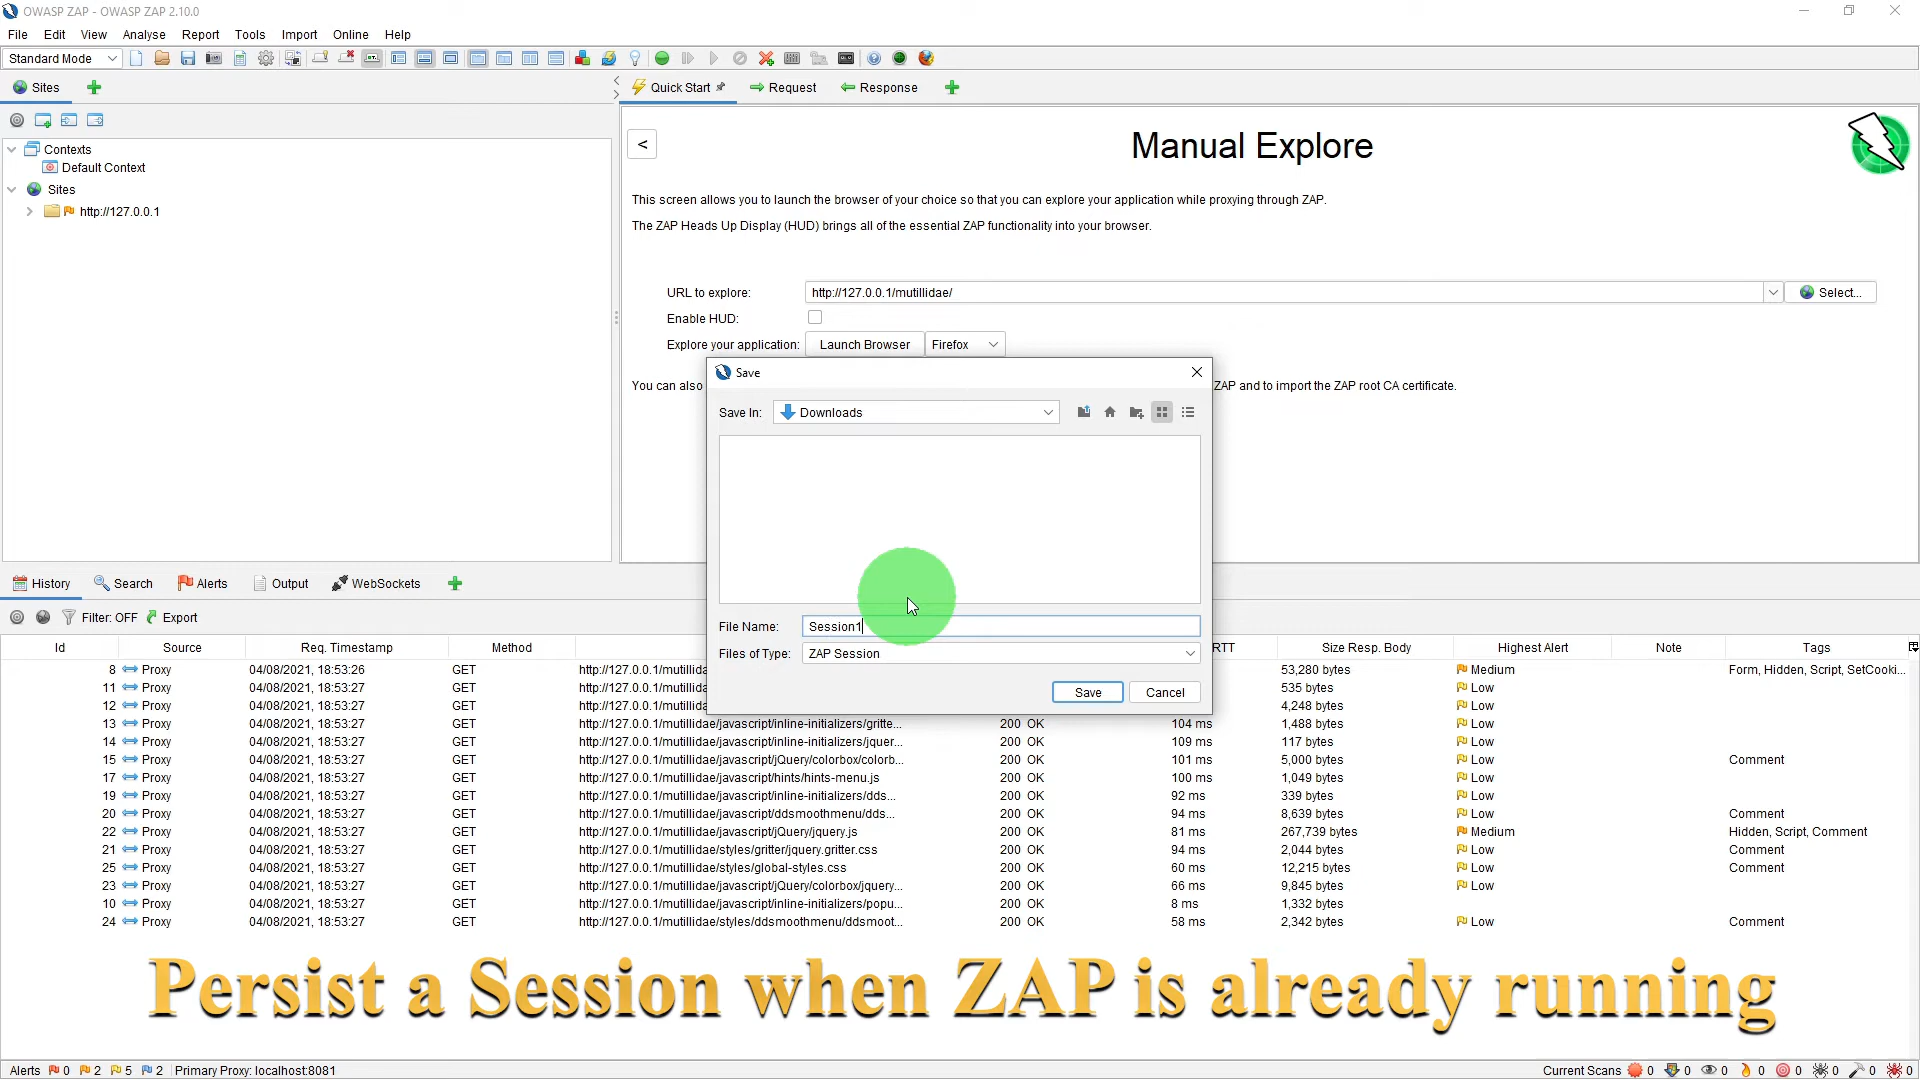 OWASP ZAP - OWASP ZAP 2.10.0
File Edit View Analyse Report Tools Import Online Help
Standard Mode
Sites
Quick Start Request Response
Contexts
Default Context
Sites
http://127.0.0.1
<
Manual Explore
This screen allows you to launch the browser of your choice so that you can explore your application while proxying through ZAP.
The ZAP Heads Up Display (HUD) brings all of the essential ZAP functionality into your browser.
URL to explore: http://127.0.0.1/mutillidae/ Select...
Enable HUD:
Explore your application: Launch Browser Firefox
You can also ZAP and to import the ZAP root CA certificate.
Save
Save In: Downloads
File Name: Session1
Files of Type: ZAP Session
Save Cancel
History Search Alerts Output WebSockets
Filter: OFF Export
Id Source Req. Timestamp Method RTT Size Resp. Body Highest Alert Note Tags
8 Proxy 04/08/2021, 18:53:26 GET http://127.0.0.1/mutillida 53,280 bytes Medium Form, Hidden, Script, SetCooki...
11 Proxy 04/08/2021, 18:53:27 GET http://127.0.0.1/mutillida 535 bytes Low
12 Proxy 04/08/2021, 18:53:27 GET http://127.0.0.1/mutillida 4,248 bytes Low
13 Proxy 04/08/2021, 18:53:27 GET http://127.0.0.1/mutillidae/javascript/inline-initializers/gritte... 200 OK 104 ms 1,488 bytes Low
14 Proxy 04/08/2021, 18:53:27 GET http://127.0.0.1/mutillidae/javascript/inline-initializers/jquer... 200 OK 109 ms 117 bytes Low
15 Proxy 04/08/2021, 18:53:27 GET http://127.0.0.1/mutillidae/javascript/jQuery/colorbox/colorb... 200 OK 101 ms 5,000 bytes Low Comment
17 Proxy 04/08/2021, 18:53:27 GET http://127.0.0.1/mutillidae/javascript/hints/hints-menu.js 200 OK 100 ms 1,049 bytes Low
19 Proxy 04/08/2021, 18:53:27 GET http://127.0.0.1/mutillidae/javascript/inline-initializers/dds... 200 OK 92 ms 339 bytes Low
20 Proxy 04/08/2021, 18:53:27 GET http://127.0.0.1/mutillidae/javascript/ddsmoothmenu/dds... 200 OK 94 ms 8,639 bytes Low Comment
22 Proxy 04/08/2021, 18:53:27 GET http://127.0.0.1/mutillidae/javascript/jQuery/jquery.js 200 OK 81 ms 267,739 bytes Medium Hidden, Script, Comment
21 Proxy 04/08/2021, 18:53:27 GET http://127.0.0.1/mutillidae/styles/gritter/jquery.gritter.css 200 OK 94 ms 2,044 bytes Low Comment
25 Proxy 04/08/2021, 18:53:27 GET http://127.0.0.1/mutillidae/styles/global-styles.css 200 OK 60 ms 12,215 bytes Low Comment
23 Proxy 04/08/2021, 18:53:27 GET http://127.0.0.1/mutillidae/javascript/jQuery/colorbox/jquery... 200 OK 66 ms 9,845 bytes Low
10 Proxy 04/08/2021, 18:53:27 GET http://127.0.0.1/mutillidae/javascript/inline-initializers/popu... 200 OK 8 ms 1,332 bytes
24 Proxy 04/08/2021, 18:53:27 GET http://127.0.0.1/mutillidae/styles/ddsmoothmenu/ddsmoot... 200 OK 58 ms 2,342 bytes Low Comment
Persist a Session when ZAP is already running
Alerts 0 2 5 2 Primary Proxy: localhost:8081 Current Scans 0 0 0 0 0 0 0 0